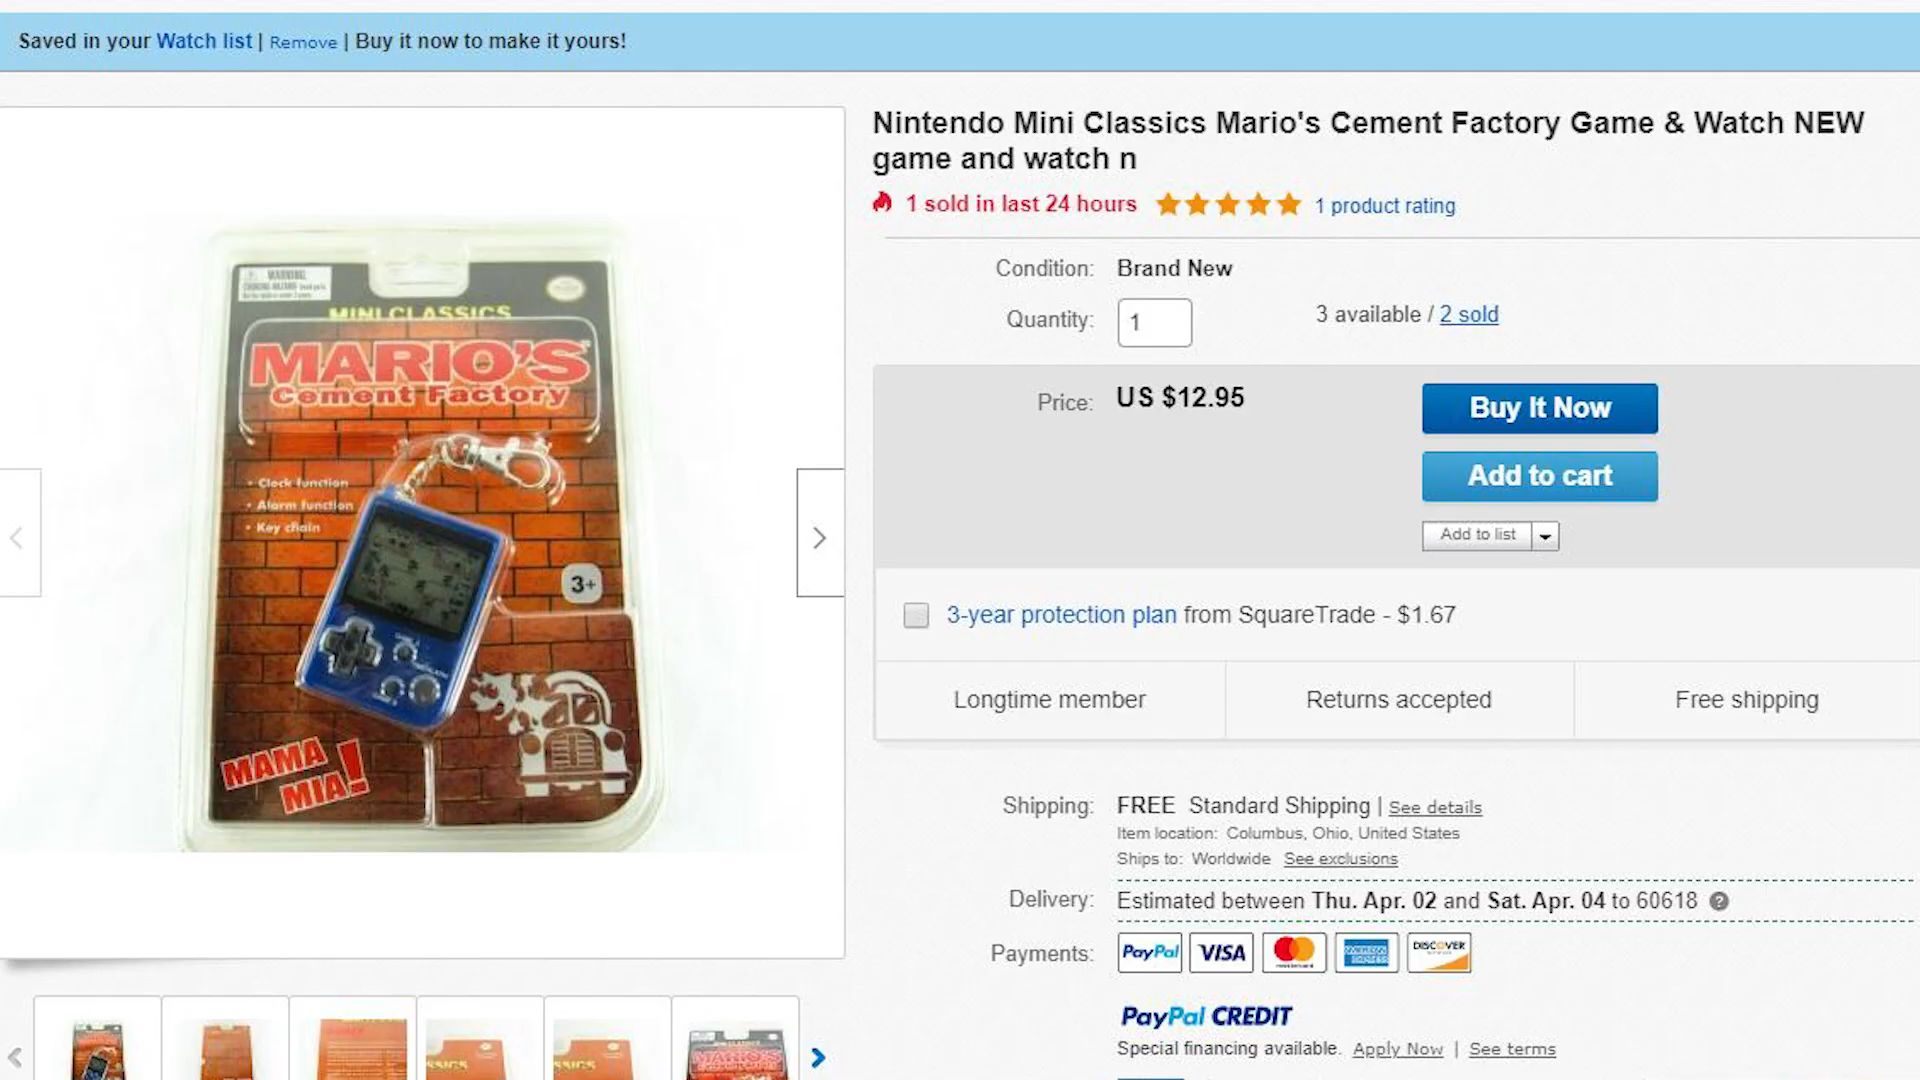 Saved in your Watch list | Remove | Buy it now to make it yours!
Nintendo Mini Classics Mario's Cement Factory Game & Watch NEW
game and watch n
1 sold in last 24 hours 1 product rating
Condition: Brand New
Quantity: 1 3 available / 2 sold
Price: US $12.95 Buy It Now
Add to cart
Add to list
3-year protection plan from SquareTrade - $1.67
Longtime member Returns accepted Free shipping
Shipping: FREE Standard Shipping | See details
Item location: Columbus, Ohio, United States
Ships to: Worldwide See exclusions
Delivery: Estimated between Thu. Apr. 02 and Sat. Apr. 04 to 60618 ?
Payments: PayPal VISA mastercard AMERICAN EXPRESS DISCOVER
PayPal CREDIT
Special financing available. Apply Now | See terms
WARNING:
MINI CLASSICS
MARIO'S
Cement Factory
• Clock function
• Alarm function
• Key chain
3+
MAMA
MIA!